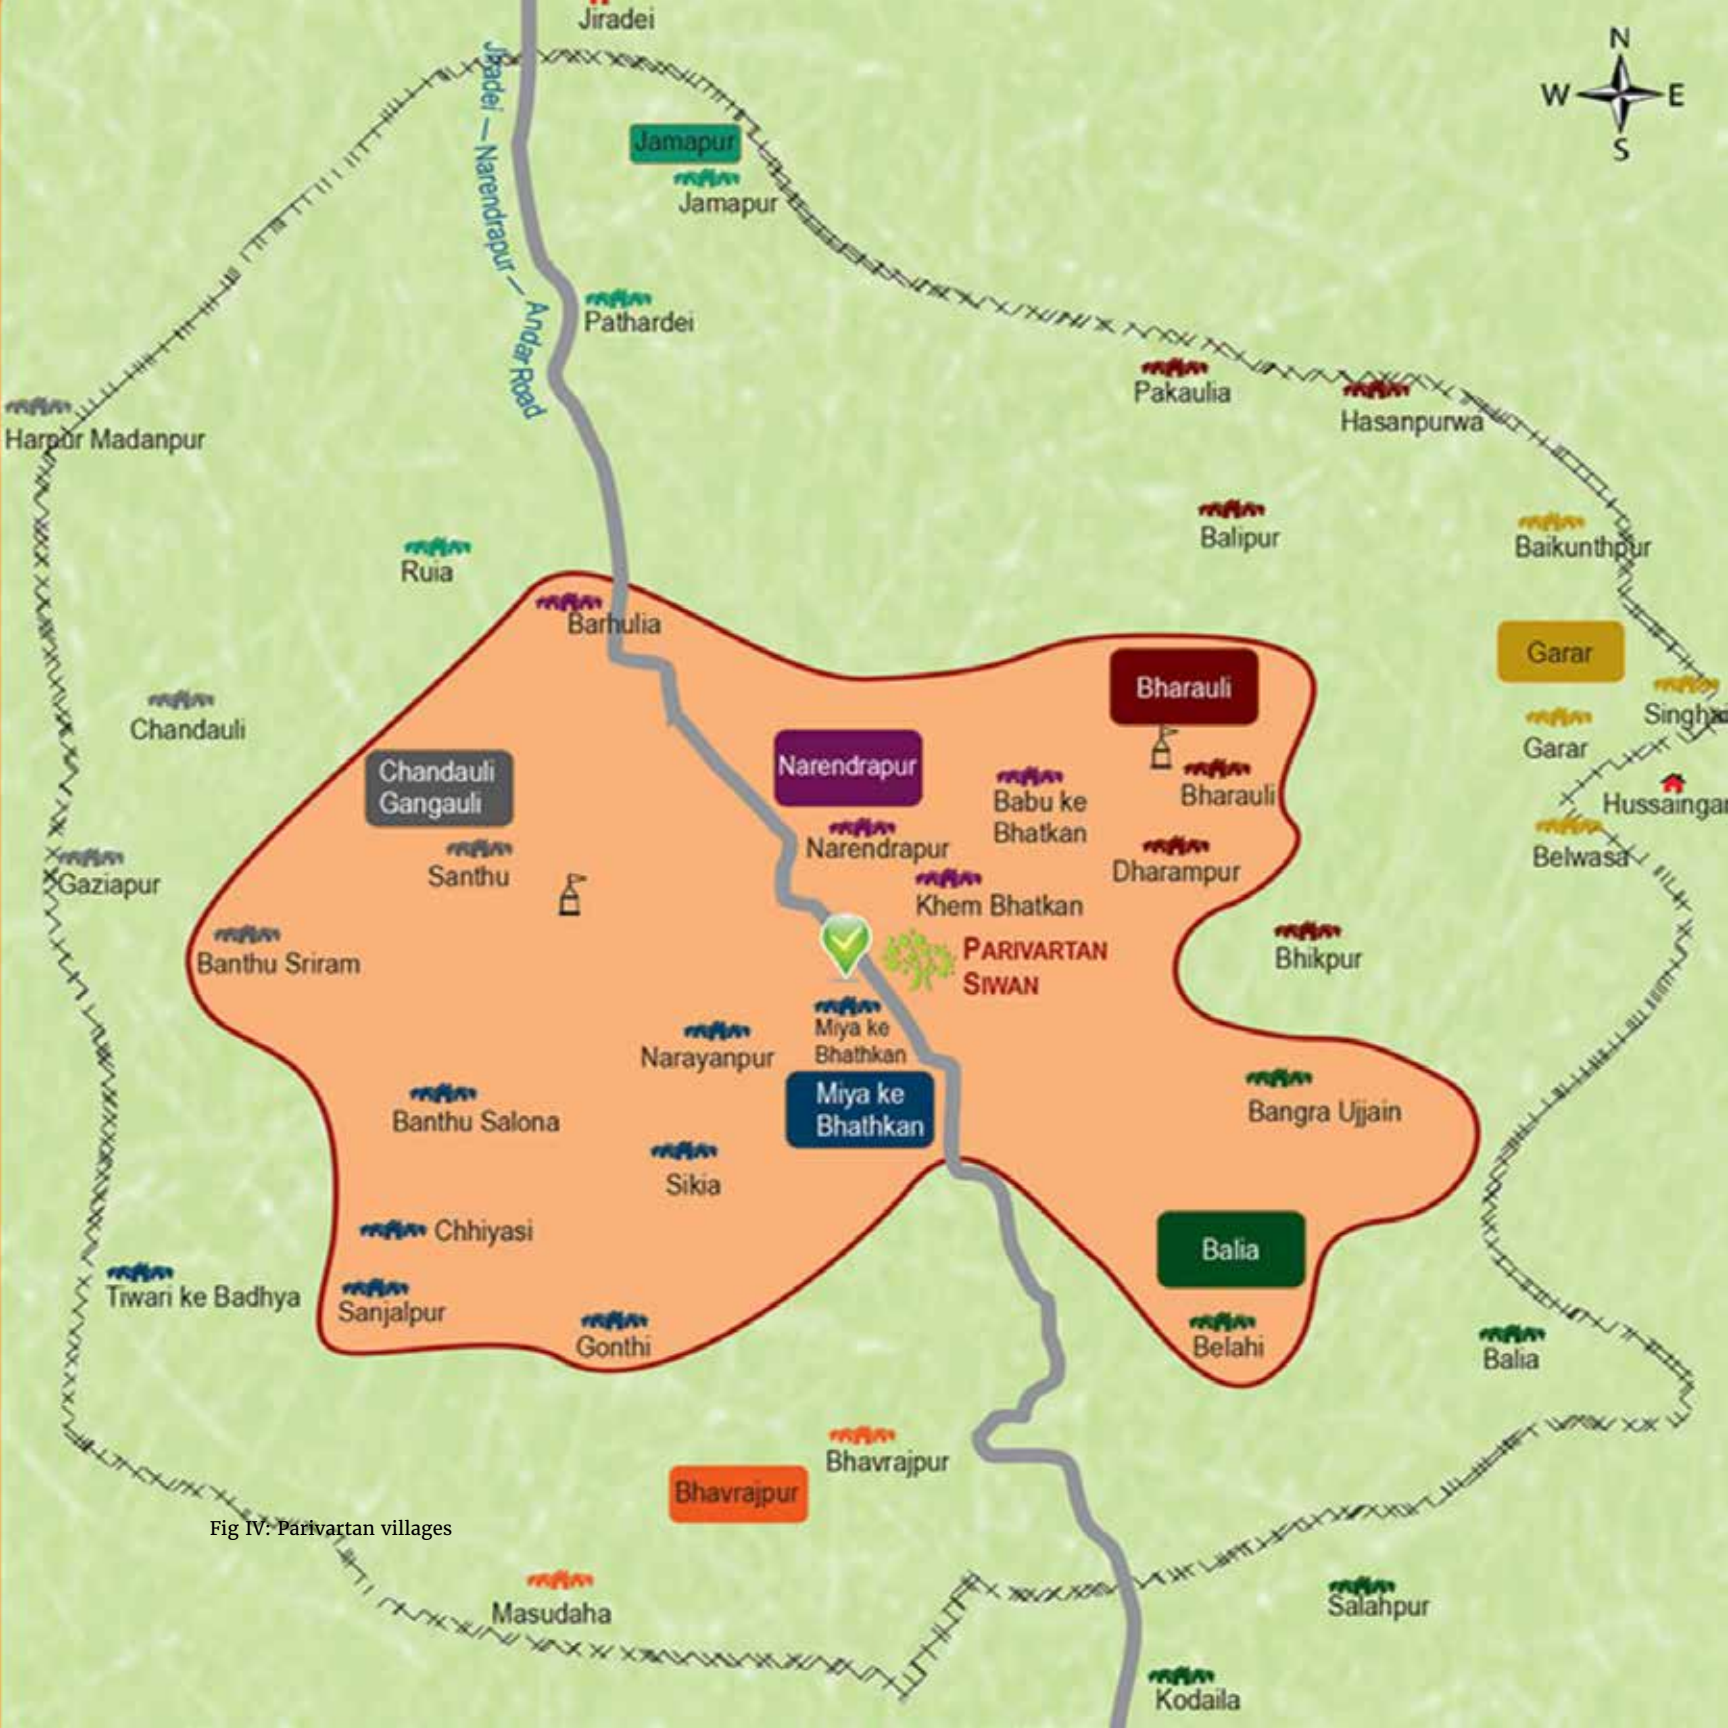 Jiradei
N
W E
S
Jiradei – Narendrapur – Andar Road
Jamapur
Jamapur
Pathardei
Pakaulia
Hasanpurwa
Harpur Madanpur
Balipur
Baikunthpur
Ruia
Barhulia
Garar
Bharauli
Chandauli
Garar
Narendrapur
Chandauli
Gangauli
Bharauli
Babu ke
Bhatkan
Hussaingar
Narendrapur
Belwasa
Dharampur
Santhu
Gaziapur
Khem Bhatkan
PARIVARTAN
SIWAN
Banthu Sriram
Bhikpur
Miya ke
Bhathkan
Narayanpur
Miya ke
Bhathkan
Bangra Ujjain
Banthu Salona
Sikia
Chhiyasi
Balia
Tiwari ke Badhya
Sanjalpur
Gonthi
Belahi
Balia
Bhavrajpur
Bhavrajpur
Fig IV: Parivartan villages
Masudaha
Salahpur
Kodaila